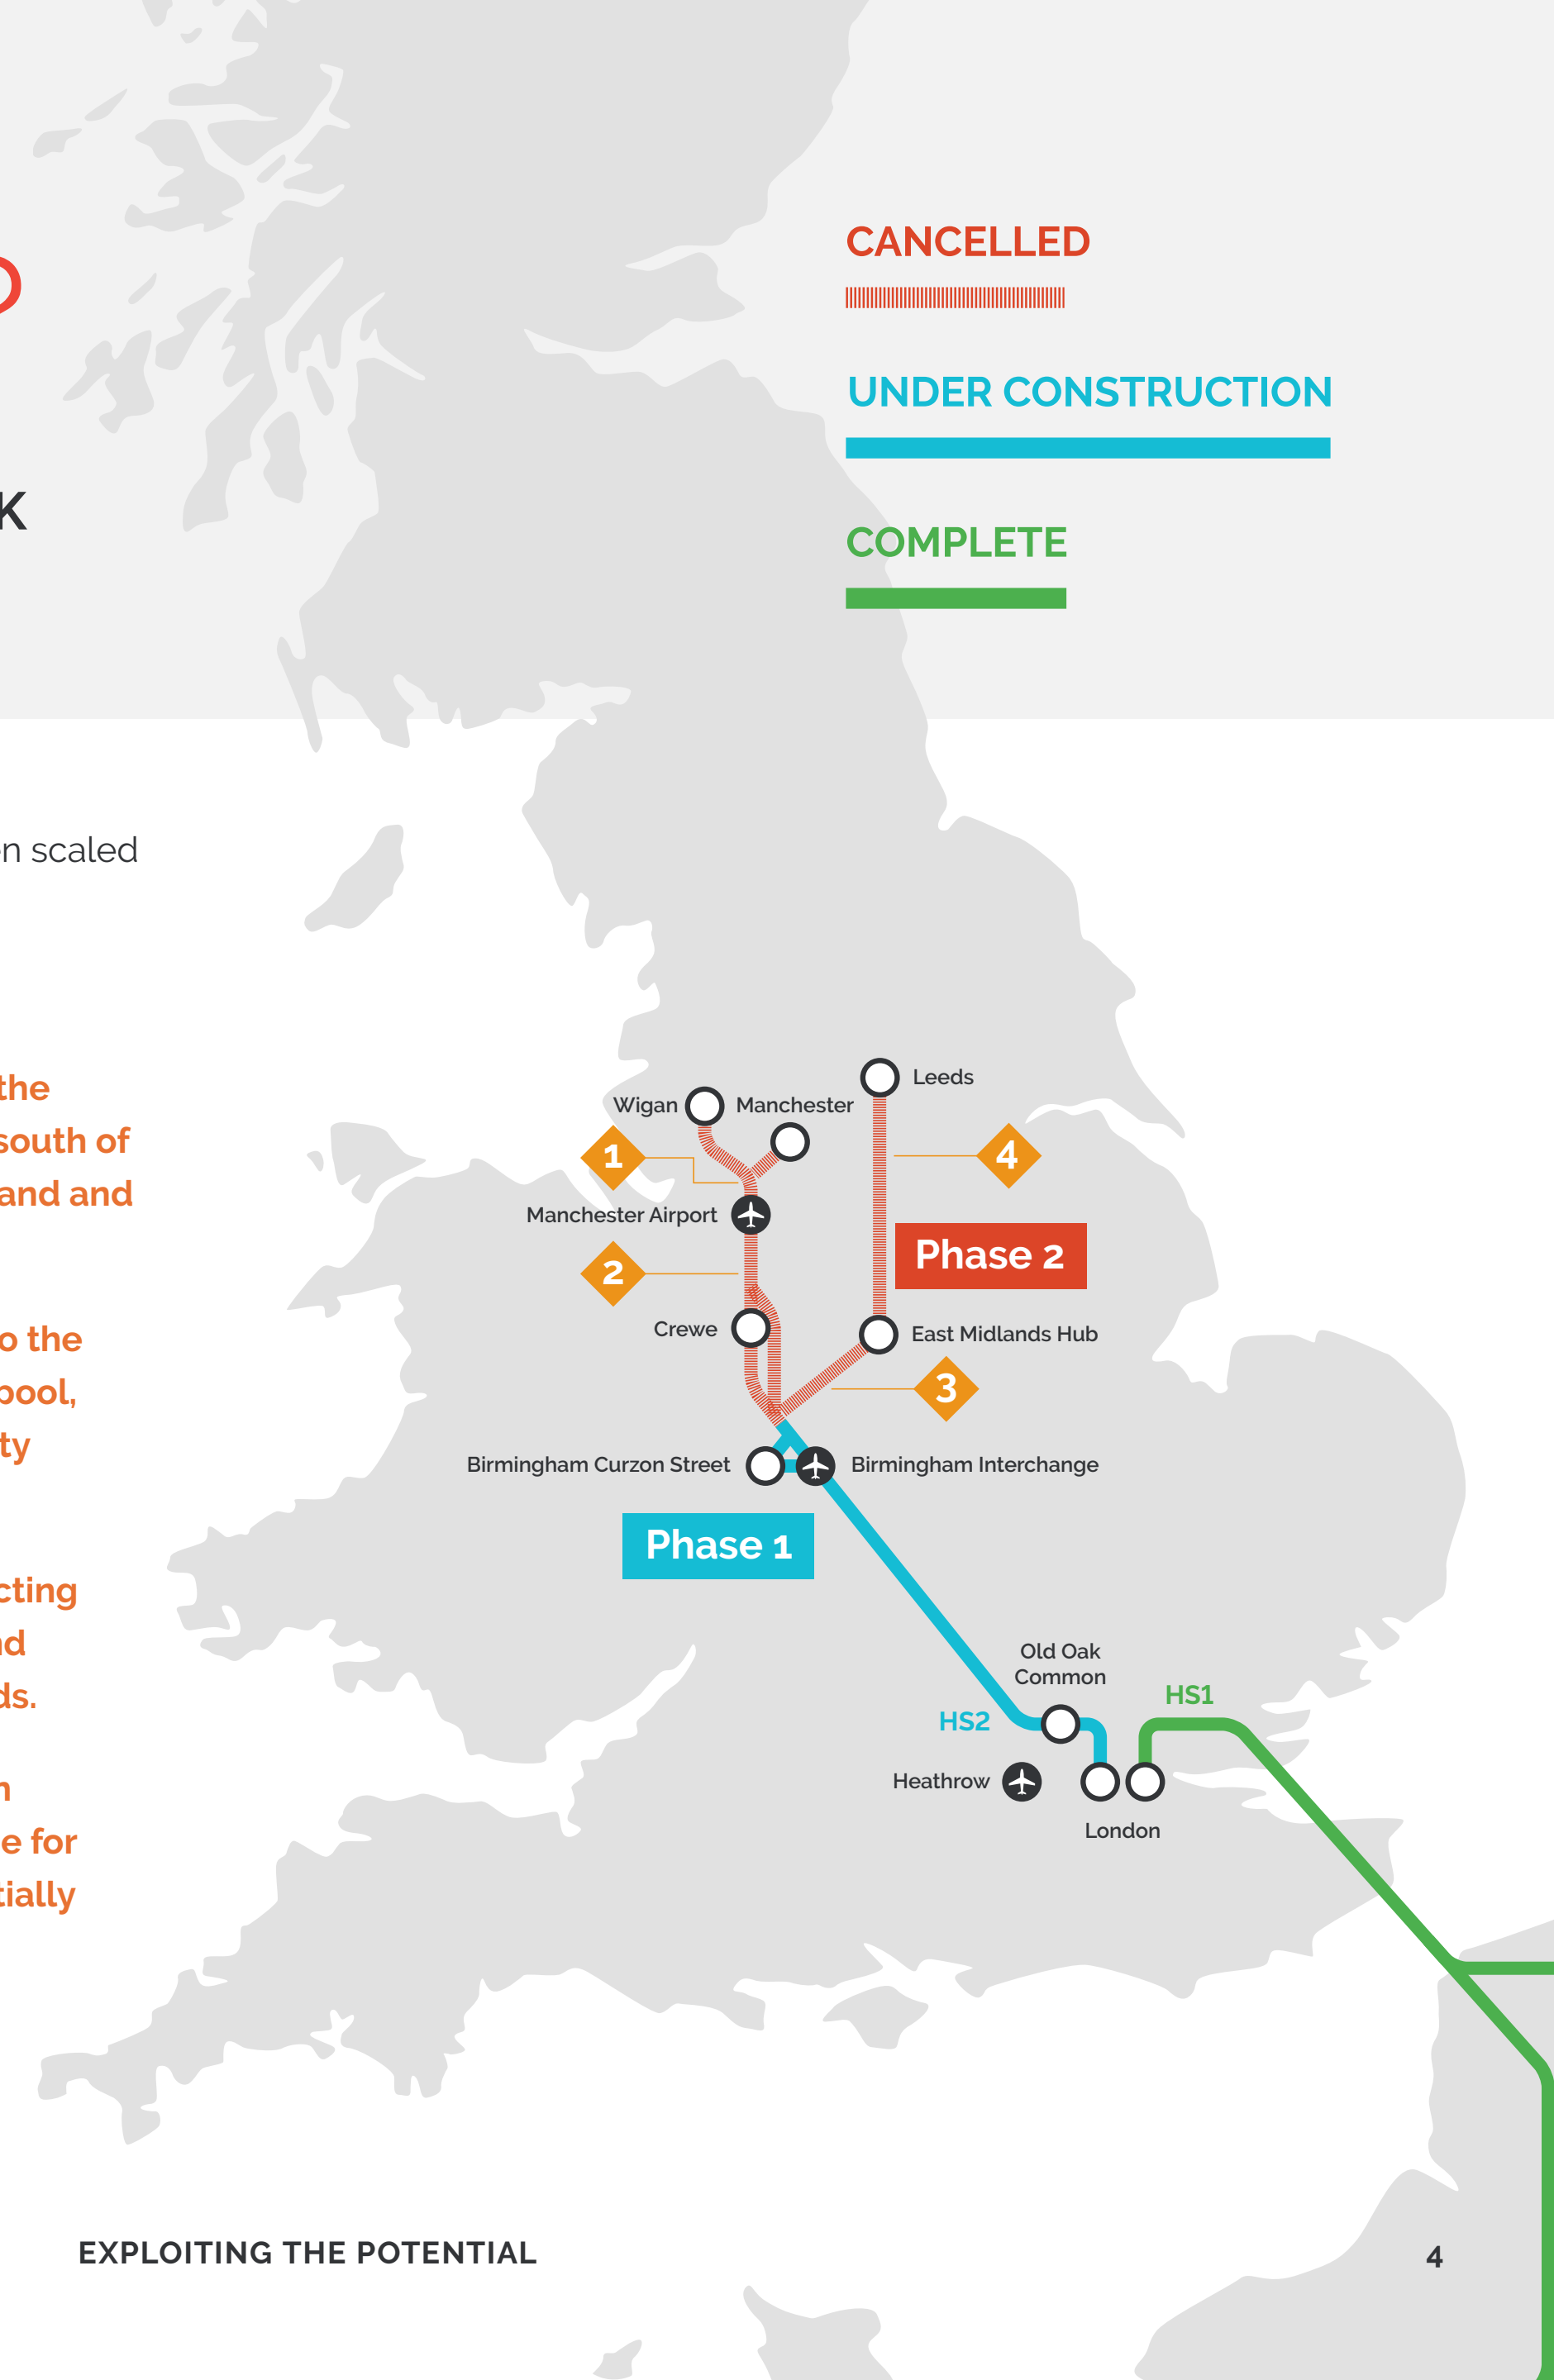 CANCELLED
UNDER CONSTRUCTION
K
COMPLETE
n scaled
the
south of
and and
o the
pool,
ty
cting
d
ds.
n
e for
tially
Leeds
Wigan
Manchester
1
4
Manchester Airport
Phase 2
2
Crewe
East Midlands Hub
3
Birmingham Curzon Street
Birmingham Interchange
Phase 1
Old Oak
Common
HS1
HS2
Heathrow
London
EXPLOITING THE POTENTIAL
4